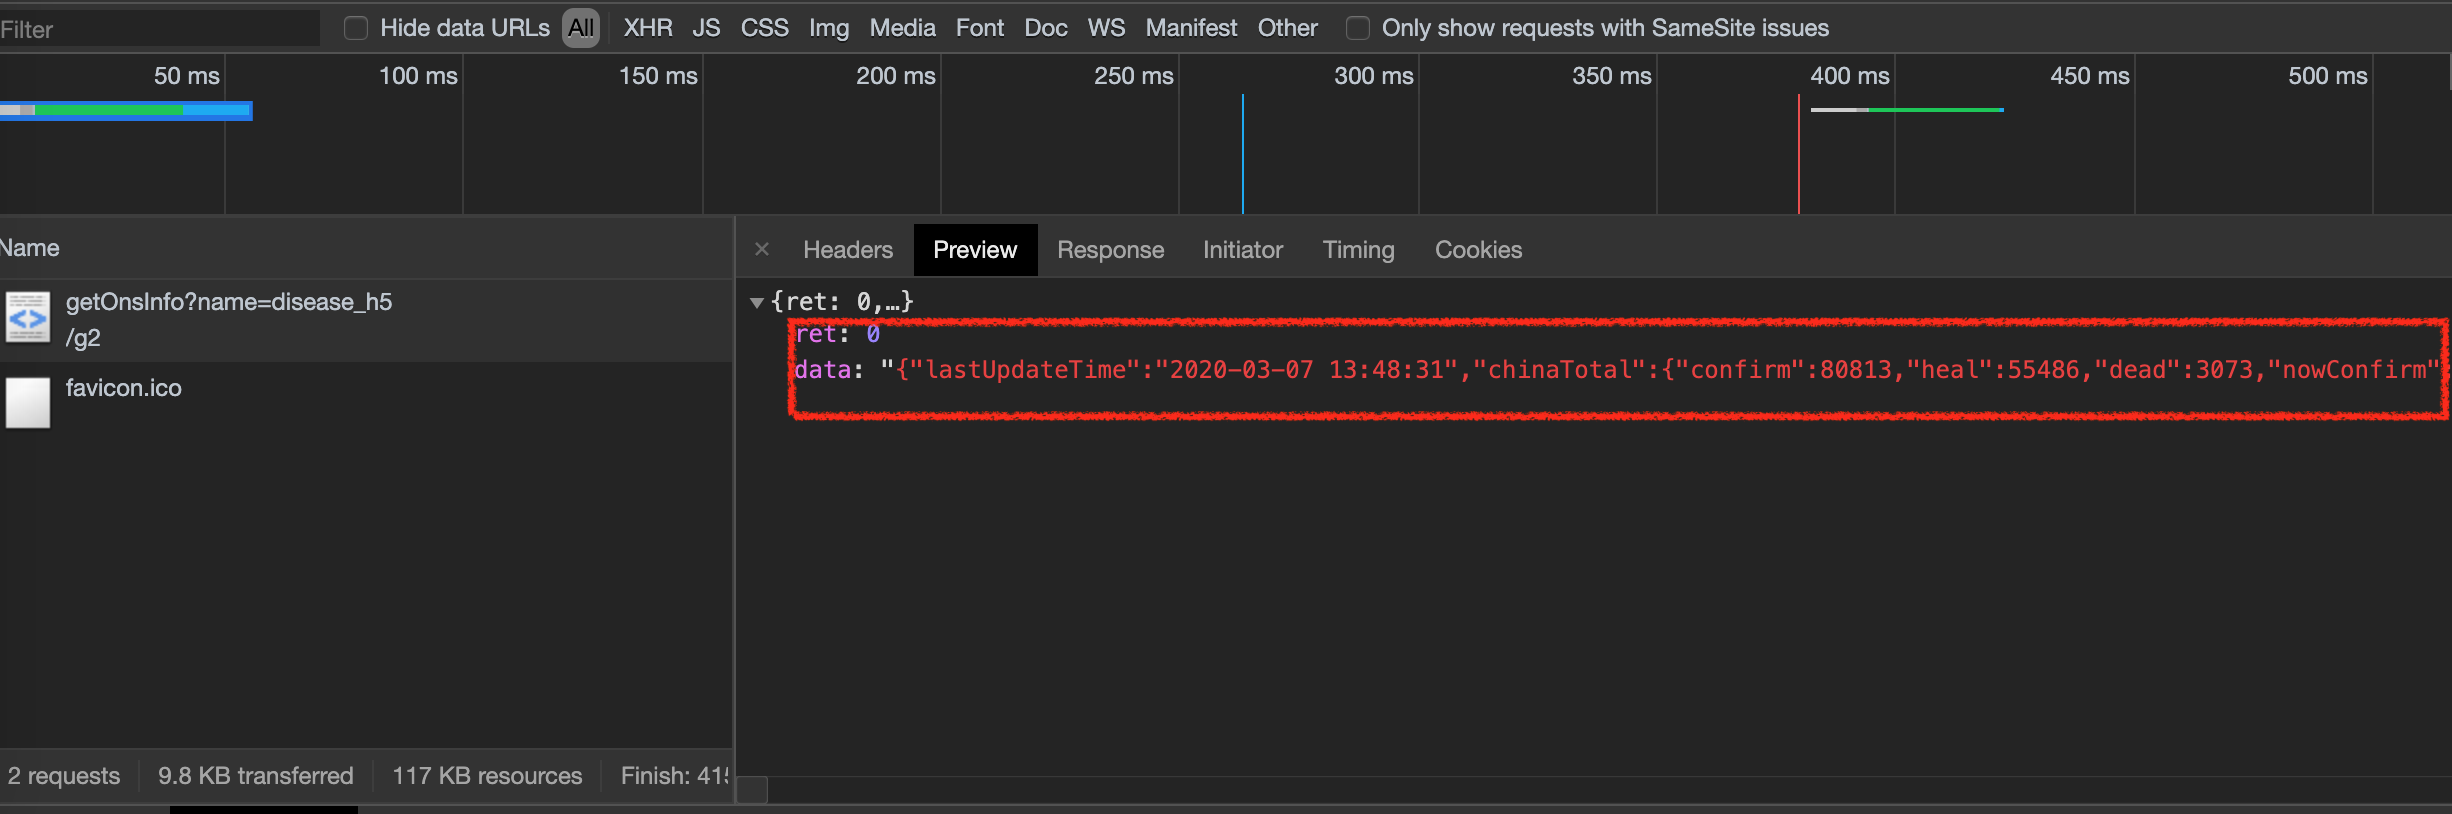 Filter Hide data URLs All XHR JS CSS Img Media Font Doc WS Manifest Other Only show requests with SameSite issues
50 ms 100 ms 150 ms 200 ms 250 ms 300 ms 350 ms 400 ms 450 ms 500 ms
Name
getOnsInfo?name=disease_h5
/g2
favicon.ico
2 requests 9.8 KB transferred 117 KB resources Finish: 415
× Headers Preview Response Initiator Timing Cookies
▼{ret: 0,…}
ret: 0
data: "{"lastUpdateTime":"2020-03-07 13:48:31","chinaTotal":{"confirm":80813,"heal":55486,"dead":3073,"nowConfirm"